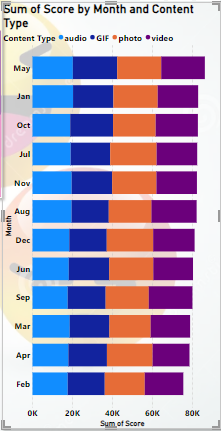 Sum of Score by Month and Content
Type
Content Type audio GIF photo video
May
Jan
Oct
Jul
Nov
Aug
Dec
Jun
Sep
Mar
Apr
Feb
Month
0K 20K 40K 60K 80K
Sum of Score